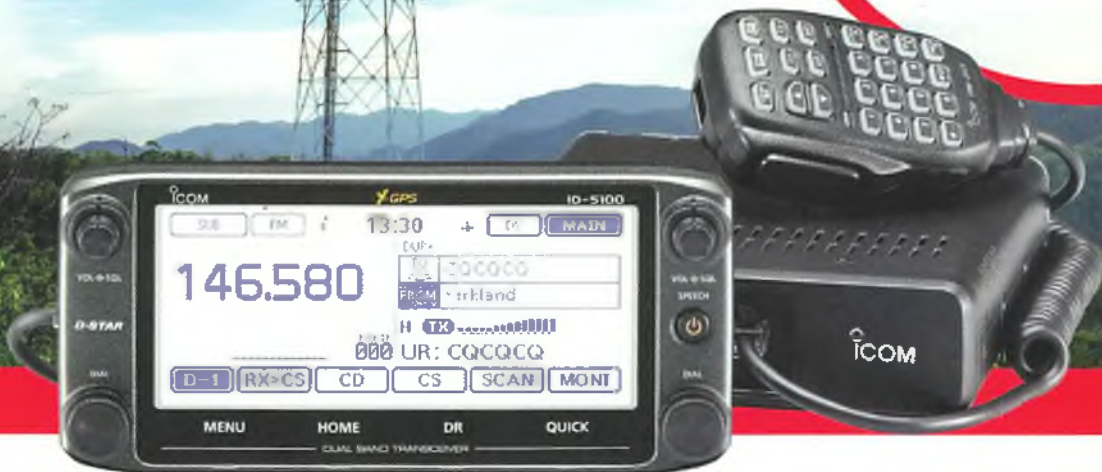 ICOM GPS ID-5100
SUB FM i 13:30 + MAIN
146.580
CQCQCQ
FROM
VOL SQL VOL SQL
SPEECH
D-STAR
H TX
000 UR: CQCQCQ
DIAL DIAL
D-1 RX>CS CD CS SCAN MONT
MENU HOME DR QUICK
DUAL BAND TRANSCEIVER
ICOM